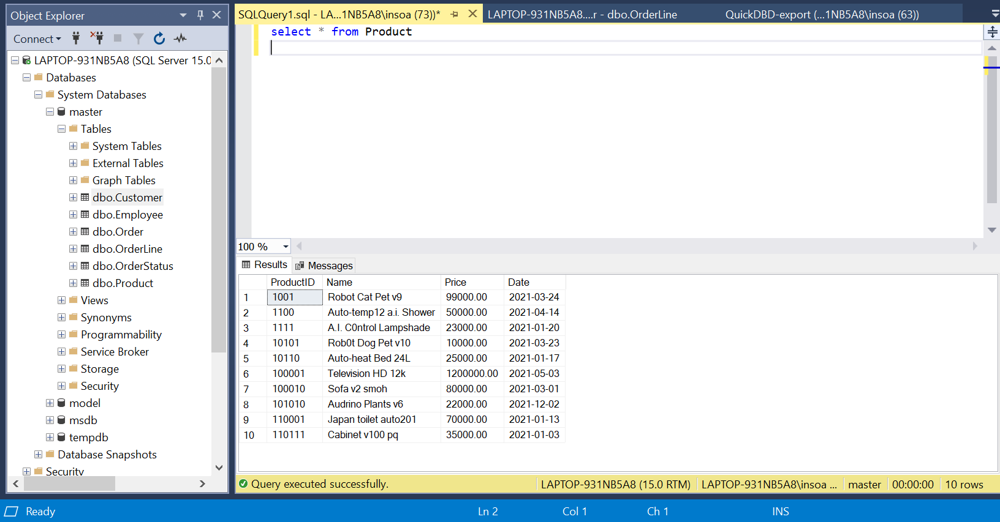 Object Explorer
Connect
LAPTOP-931NB5A8 (SQL Server 15.0
Databases
System Databases
master
Tables
System Tables
External Tables
Graph Tables
dbo.Customer
dbo.Employee
dbo.Order
dbo.OrderLine
dbo.OrderStatus
dbo.Product
Views
Synonyms
Programmability
Service Broker
Storage
Security
model
msdb
tempdb
Database Snapshots
Security
SQLQuery1.sql - LA...1NB5A8\insoa (73))* LAPTOP-931NB5A8....r - dbo.OrderLine QuickDBD-export (...1NB5A8\insoa (63))
select * from Product
100 %
Results Messages
ProductID Name Price Date
1 1001 Robot Cat Pet v9 99000.00 2021-03-24
2 1100 Auto-temp12 a.i. Shower 50000.00 2021-04-14
3 1111 A.I. C0ntrol Lampshade 23000.00 2021-01-20
4 10101 Rob0t Dog Pet v10 10000.00 2021-03-23
5 10110 Auto-heat Bed 24L 25000.00 2021-01-17
6 100001 Television HD 12k 1200000.00 2021-05-03
7 100010 Sofa v2 smoh 80000.00 2021-03-01
8 101010 Audrino Plants v6 22000.00 2021-12-02
9 110001 Japan toilet auto201 70000.00 2021-01-13
10 110111 Cabinet v100 pq 35000.00 2021-01-03
Query executed successfully. LAPTOP-931NB5A8 (15.0 RTM) LAPTOP-931NB5A8\insoa ... master 00:00:00 10 rows
Ready Ln 2 Col 1 Ch 1 INS